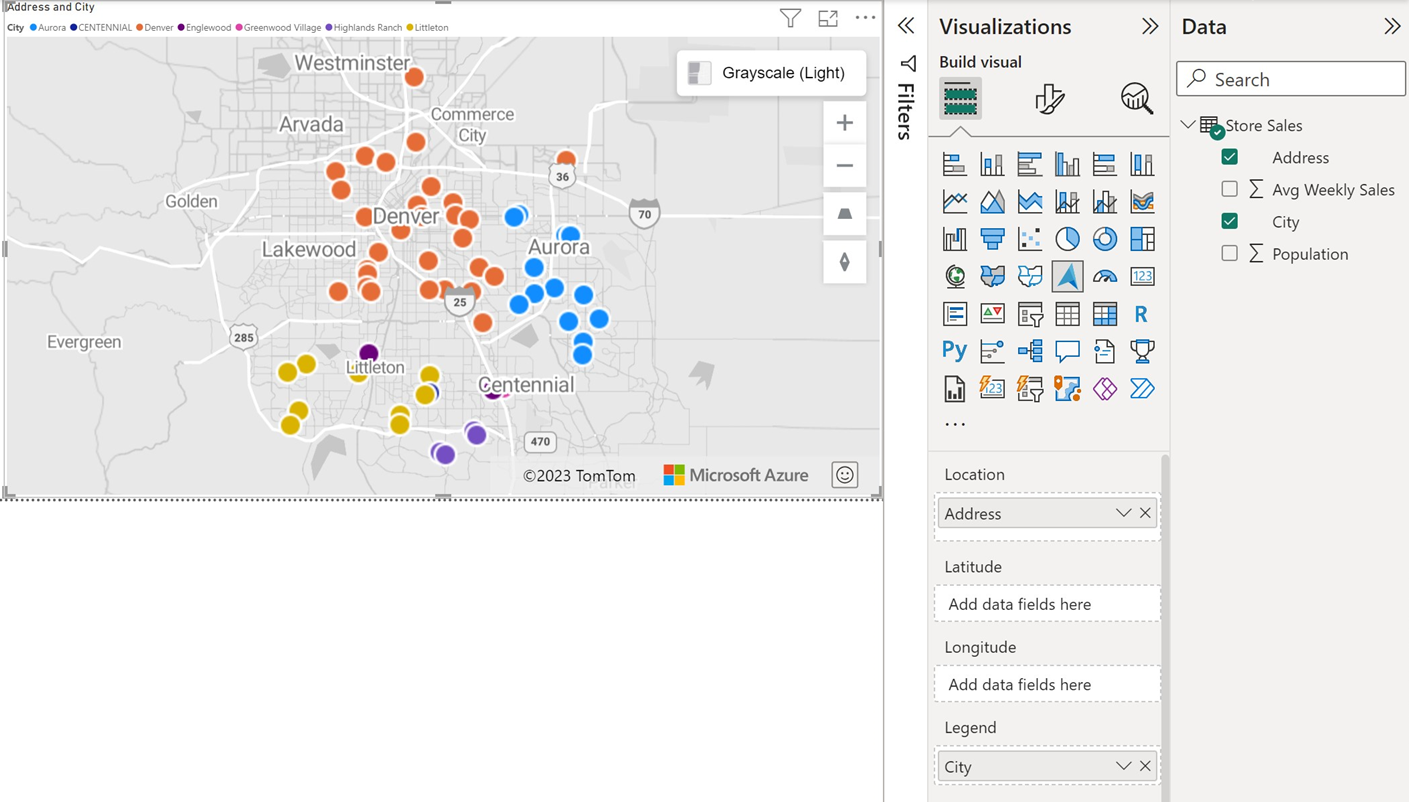 Address and City
City Aurora CENTENNIAL Denver Englewood Greenwood Village Highlands Ranch Littleton
Grayscale (Light)
Westminster
Commerce
City
Arvada
36
Golden
70
Denver
Aurora
Lakewood
25
285
Evergreen
Littleton
Centennial
470
©2023 TomTom
Microsoft Azure
Parker
Filters
Visualizations
Build visual
123
R
Py
123
...
Location
Address
Latitude
Add data fields here
Longitude
Add data fields here
Legend
City
Data
Search
Store Sales
Address
Avg Weekly Sales
City
Population